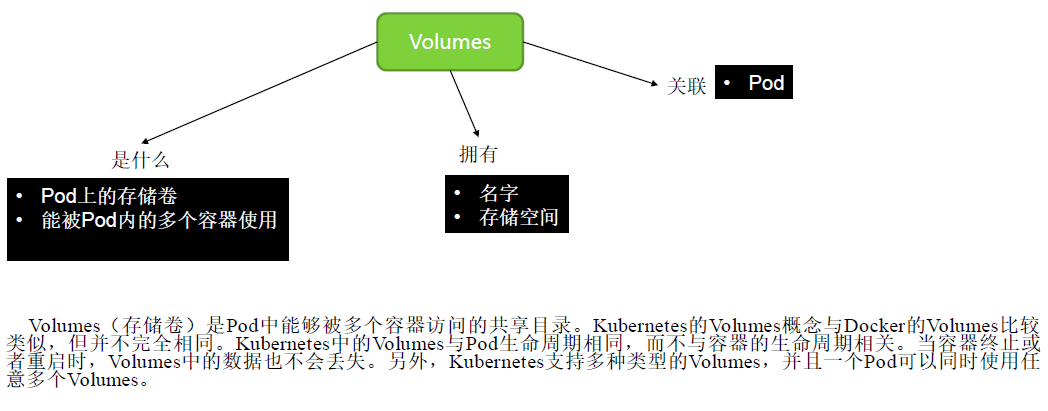 Volumes
关联
• Pod
是什么
• Pod上的存储卷
• 能被Pod内的多个容器使用
拥有
• 名字
• 存储空间
Volumes（存储卷）是Pod中能够被多个容器访问的共享目录。Kubernetes的Volumes概念与Docker的Volumes比较
类似，但并不完全相同。Kubernetes中的Volumes与Pod生命周期相同，而不与容器的生命周期相关。当容器终止或
者重启时，Volumes中的数据也不会丢失。另外，Kubernetes支持多种类型的Volumes，并且一个Pod可以同时使用任
意多个Volumes。